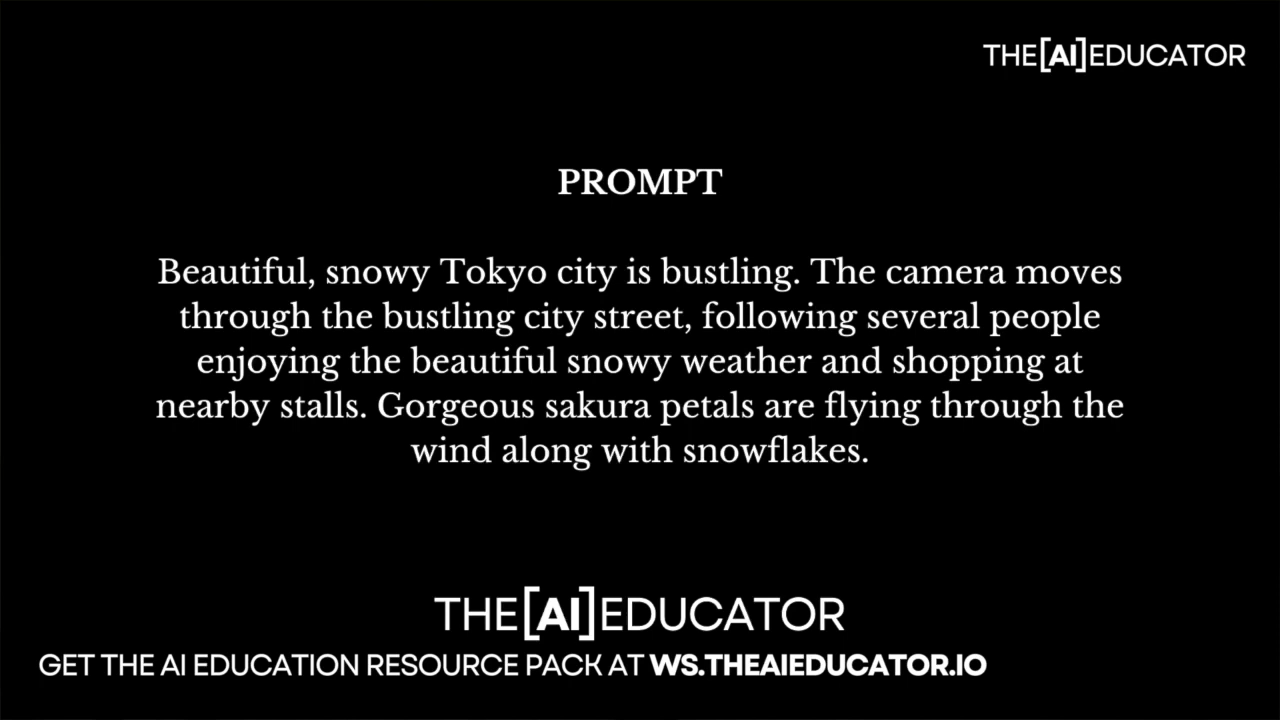 THE[AI]EDUCATOR
PROMPT
Beautiful, snowy Tokyo city is bustling. The camera moves
through the bustling city street, following several people
enjoying the beautiful snowy weather and shopping at
nearby stalls. Gorgeous sakura petals are flying through the
wind along with snowflakes.
THE[AI]EDUCATOR
GET THE AI EDUCATION RESOURCE PACK AT WS.THEAIEDUCATOR.IO